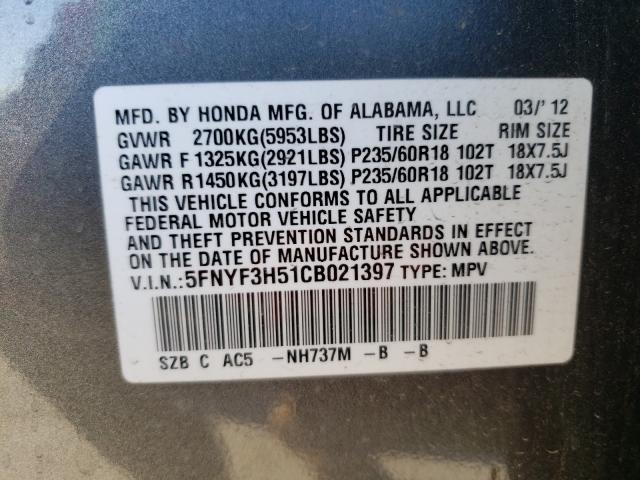 MFD. BY HONDA MFG. OF ALABAMA, LLC 03/' 12
GVWR 2700KG(5953LBS) TIRE SIZE RIM SIZE
GAWR F 1325KG(2921LBS) P235/60R18 102T 18X7.5J
GAWR R1450KG(3197LBS) P235/60R18 102T 18X7.5J
THIS VEHICLE CONFORMS TO ALL APPLICABLE
FEDERAL MOTOR VEHICLE SAFETY
AND THEFT PREVENTION STANDARDS IN EFFECT
ON THE DATE OF MANUFACTURE SHOWN ABOVE.
V.I.N.:5FNYF3H51CB021397 TYPE: MPV
SZB C AC5 -NH737M -B -B